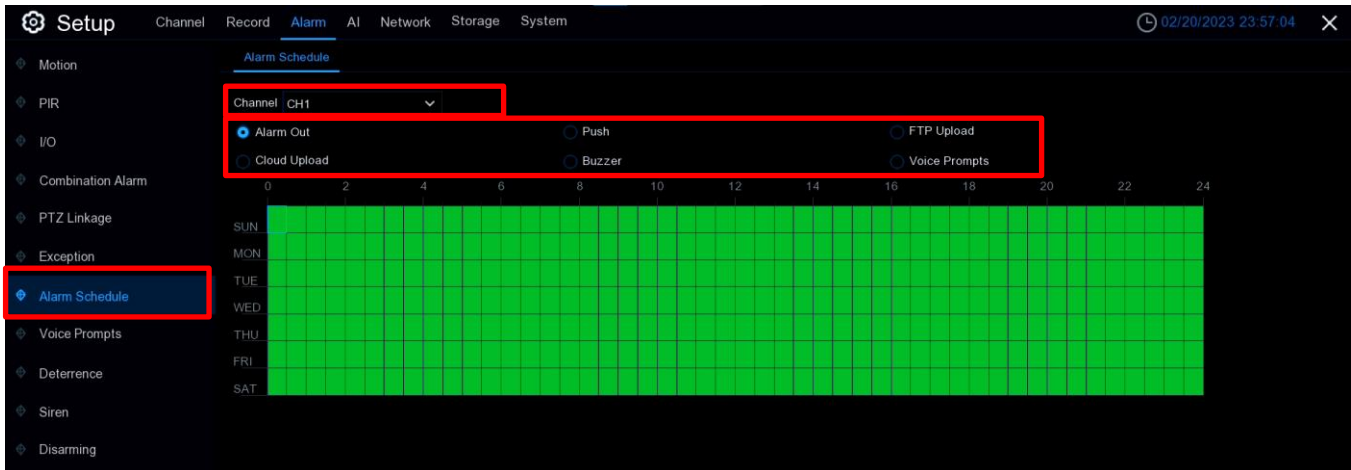 Setup Channel Record Alarm AI Network Storage System 02/20/2023 23:57:04
Alarm Schedule
Motion
PIR
I/O
Combination Alarm
PTZ Linkage
Exception
Alarm Schedule
Voice Prompts
Deterrence
Siren
Disarming
Channel CH1
Alarm Out Push FTP Upload
Cloud Upload Buzzer Voice Prompts
0 2 4 6 8 10 12 14 16 18 20 22 24
SUN
MON
TUE
WED
THU
FRI
SAT